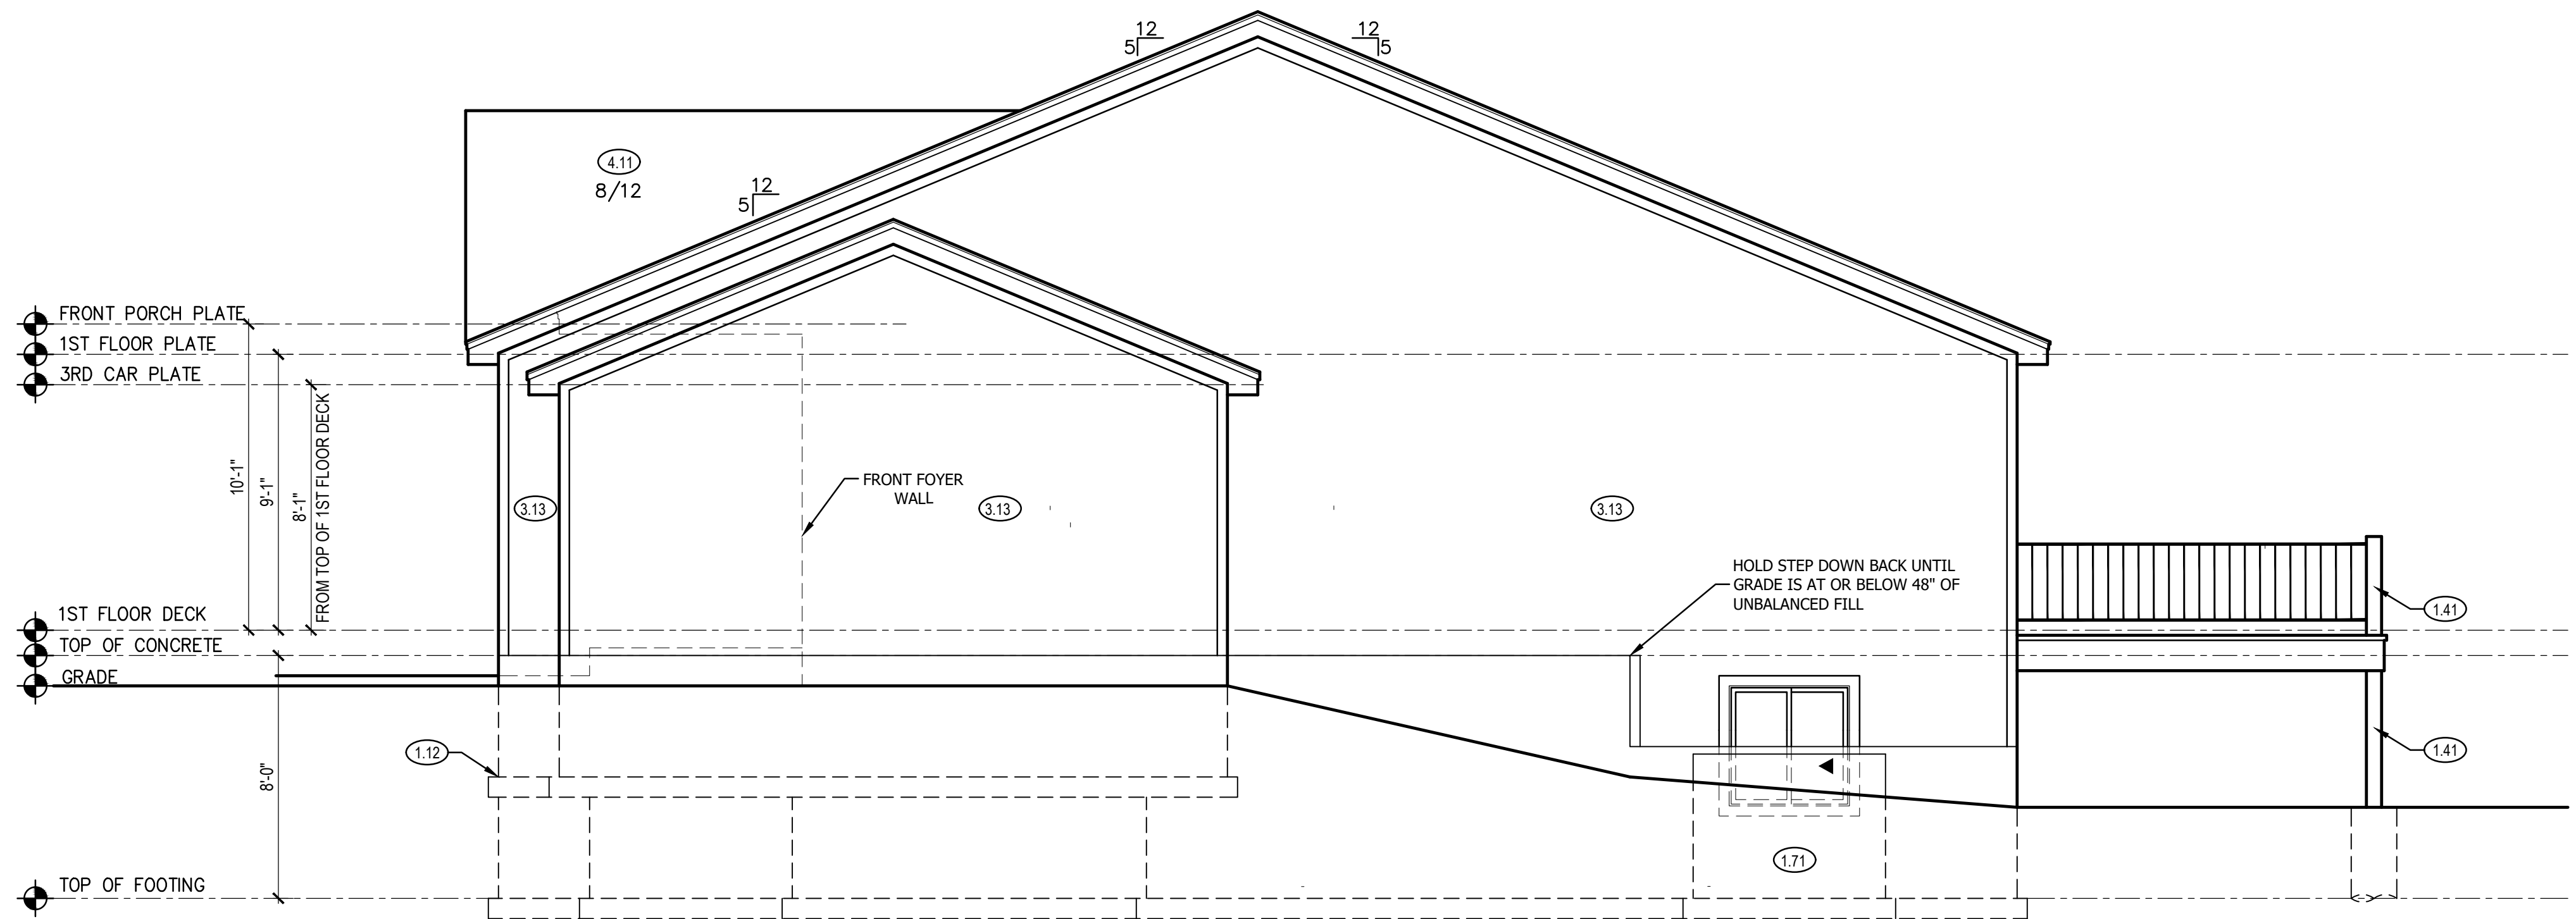 12
5
12
5
4.11
8/12
12
5
FRONT PORCH PLATE
1ST FLOOR PLATE
3RD CAR PLATE
10'-1"
9'-1"
8'-1"
FROM TOP OF 1ST FLOOR DECK
FRONT FOYER
WALL
3.13
3.13
3.13
HOLD STEP DOWN BACK UNTIL
GRADE IS AT OR BELOW 48" OF
UNBALANCED FILL
1.41
1ST FLOOR DECK
TOP OF CONCRETE
GRADE
1.12
8'-0"
1.41
1.71
TOP OF FOOTING